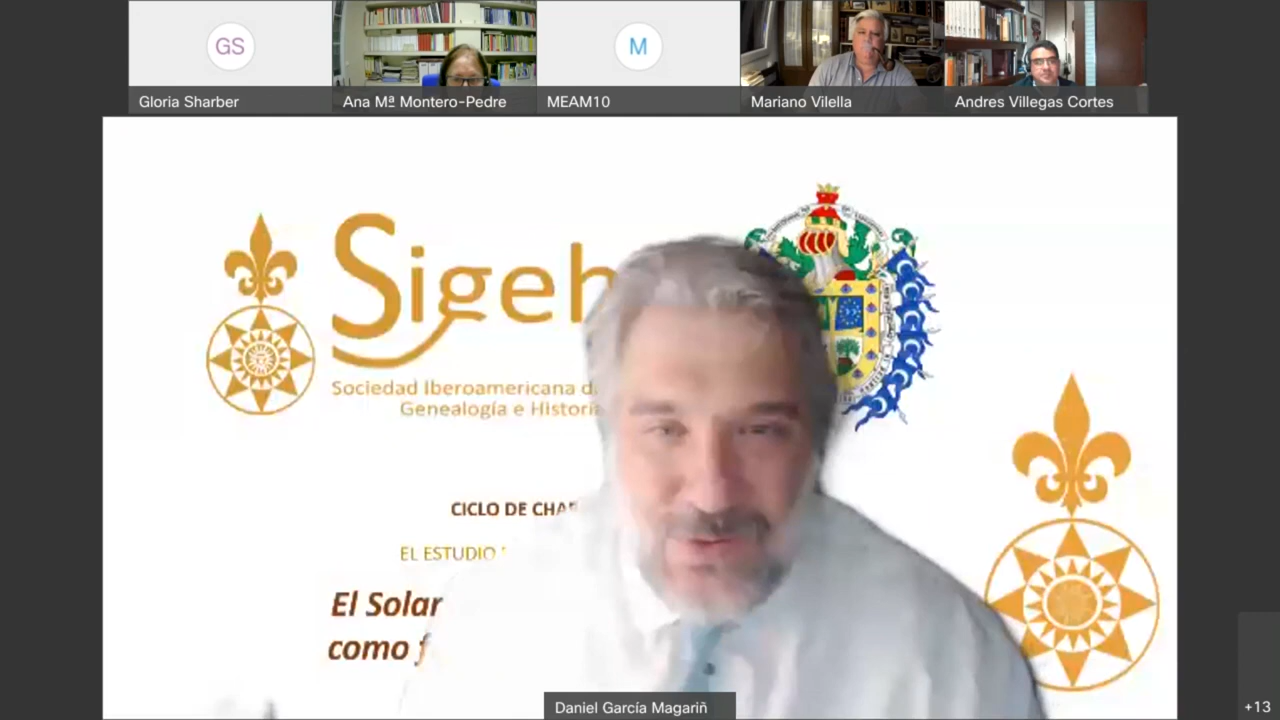 GS
M
Gloria Sharber
Ana Mª Montero-Pedre
MEAM10
Mariano Vilella
Andres Villegas Cortes
Sigeh
Sociedad Iberoamericana d
Genealogía e Historia
CICLO DE CHA
EL ESTUDIO
El Solar
como f
Daniel García Magariñ
+13